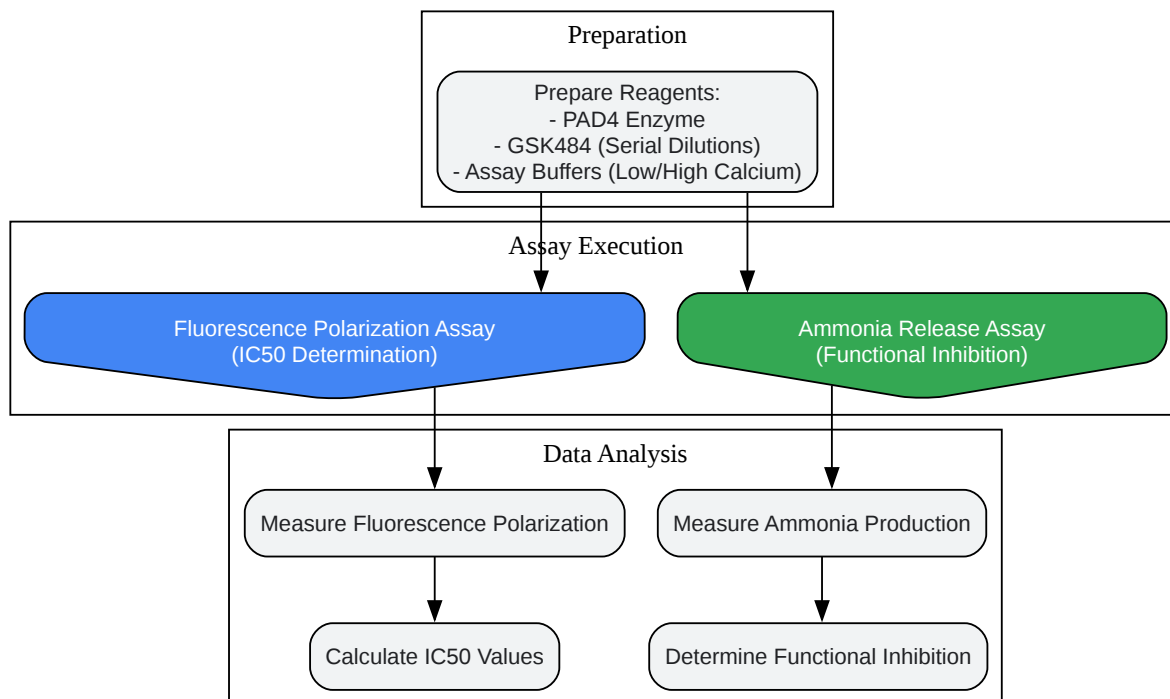 Preparation
Prepare Reagents:
- PAD4 Enzyme
- GSK484 (Serial Dilutions)
- Assay Buffers (Low/High Calcium)
Assay Execution
Fluorescence Polarization Assay
(IC50 Determination)
Ammonia Release Assay
(Functional Inhibition)
Data Analysis
Measure Fluorescence Polarization
Measure Ammonia Production
Calculate IC50 Values
Determine Functional Inhibition